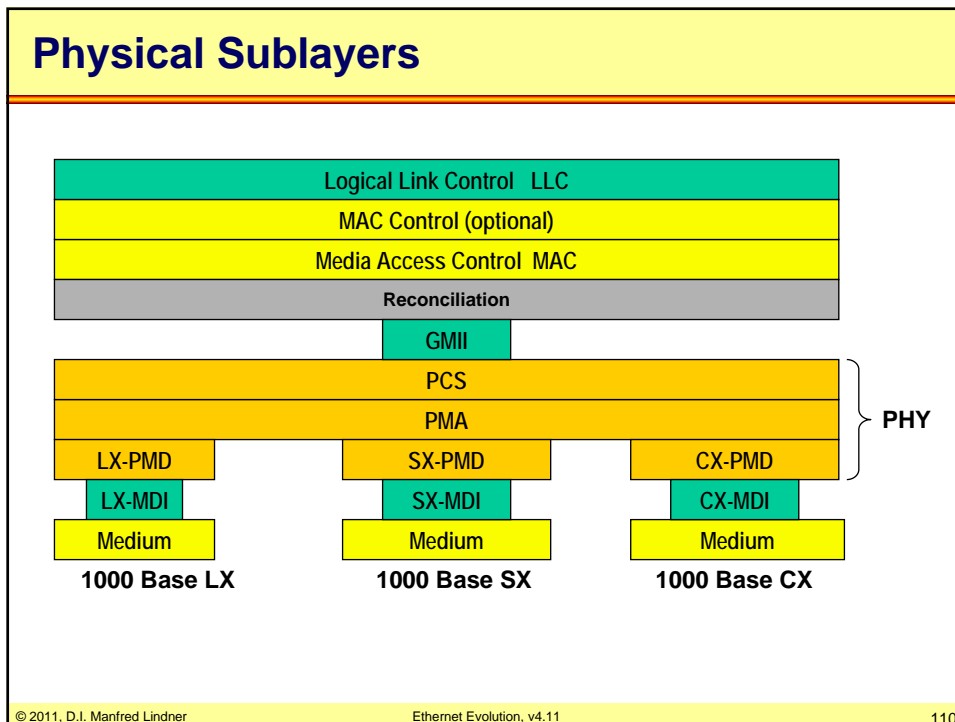 Physical Sublayers
Logical Link Control LLC
MAC Control (optional)
Media Access Control MAC
Reconciliation
GMII
PCS
PMA
PHY
LX-PMD SX-PMD CX-PMD
LX-MDI SX-MDI CX-MDI
Medium Medium Medium
1000 Base LX 1000 Base SX 1000 Base CX
© 2011, D.I. Manfred Lindner Ethernet Evolution, v4.11 110